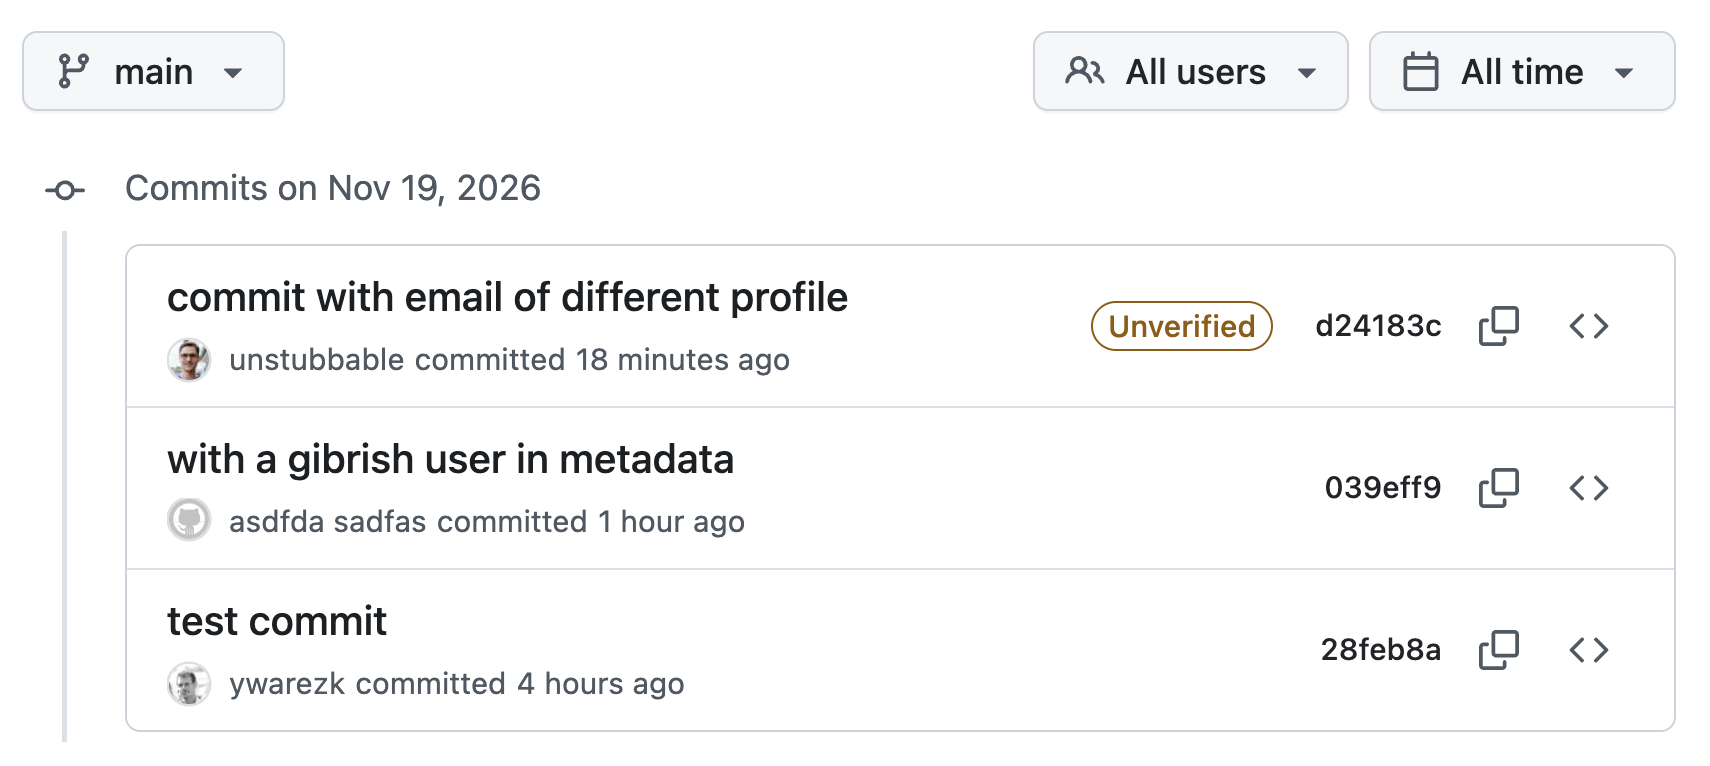 main
All users
All time
Commits on Nov 19, 2026
commit with email of different profile
unstubbable committed 18 minutes ago
Unverified
d24183c
with a gibrish user in metadata
asdfda sadfas committed 1 hour ago
039eff9
test commit
ywarezk committed 4 hours ago
28feb8a